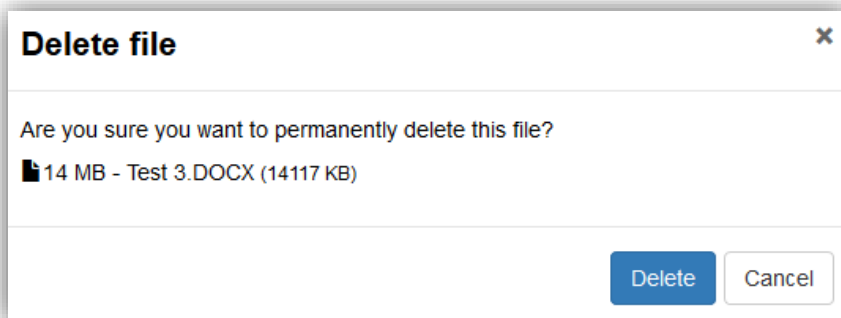 Delete file
Are you sure you want to permanently delete this file?
14 MB - Test 3.DOCX (14117 KB)
Delete
Cancel